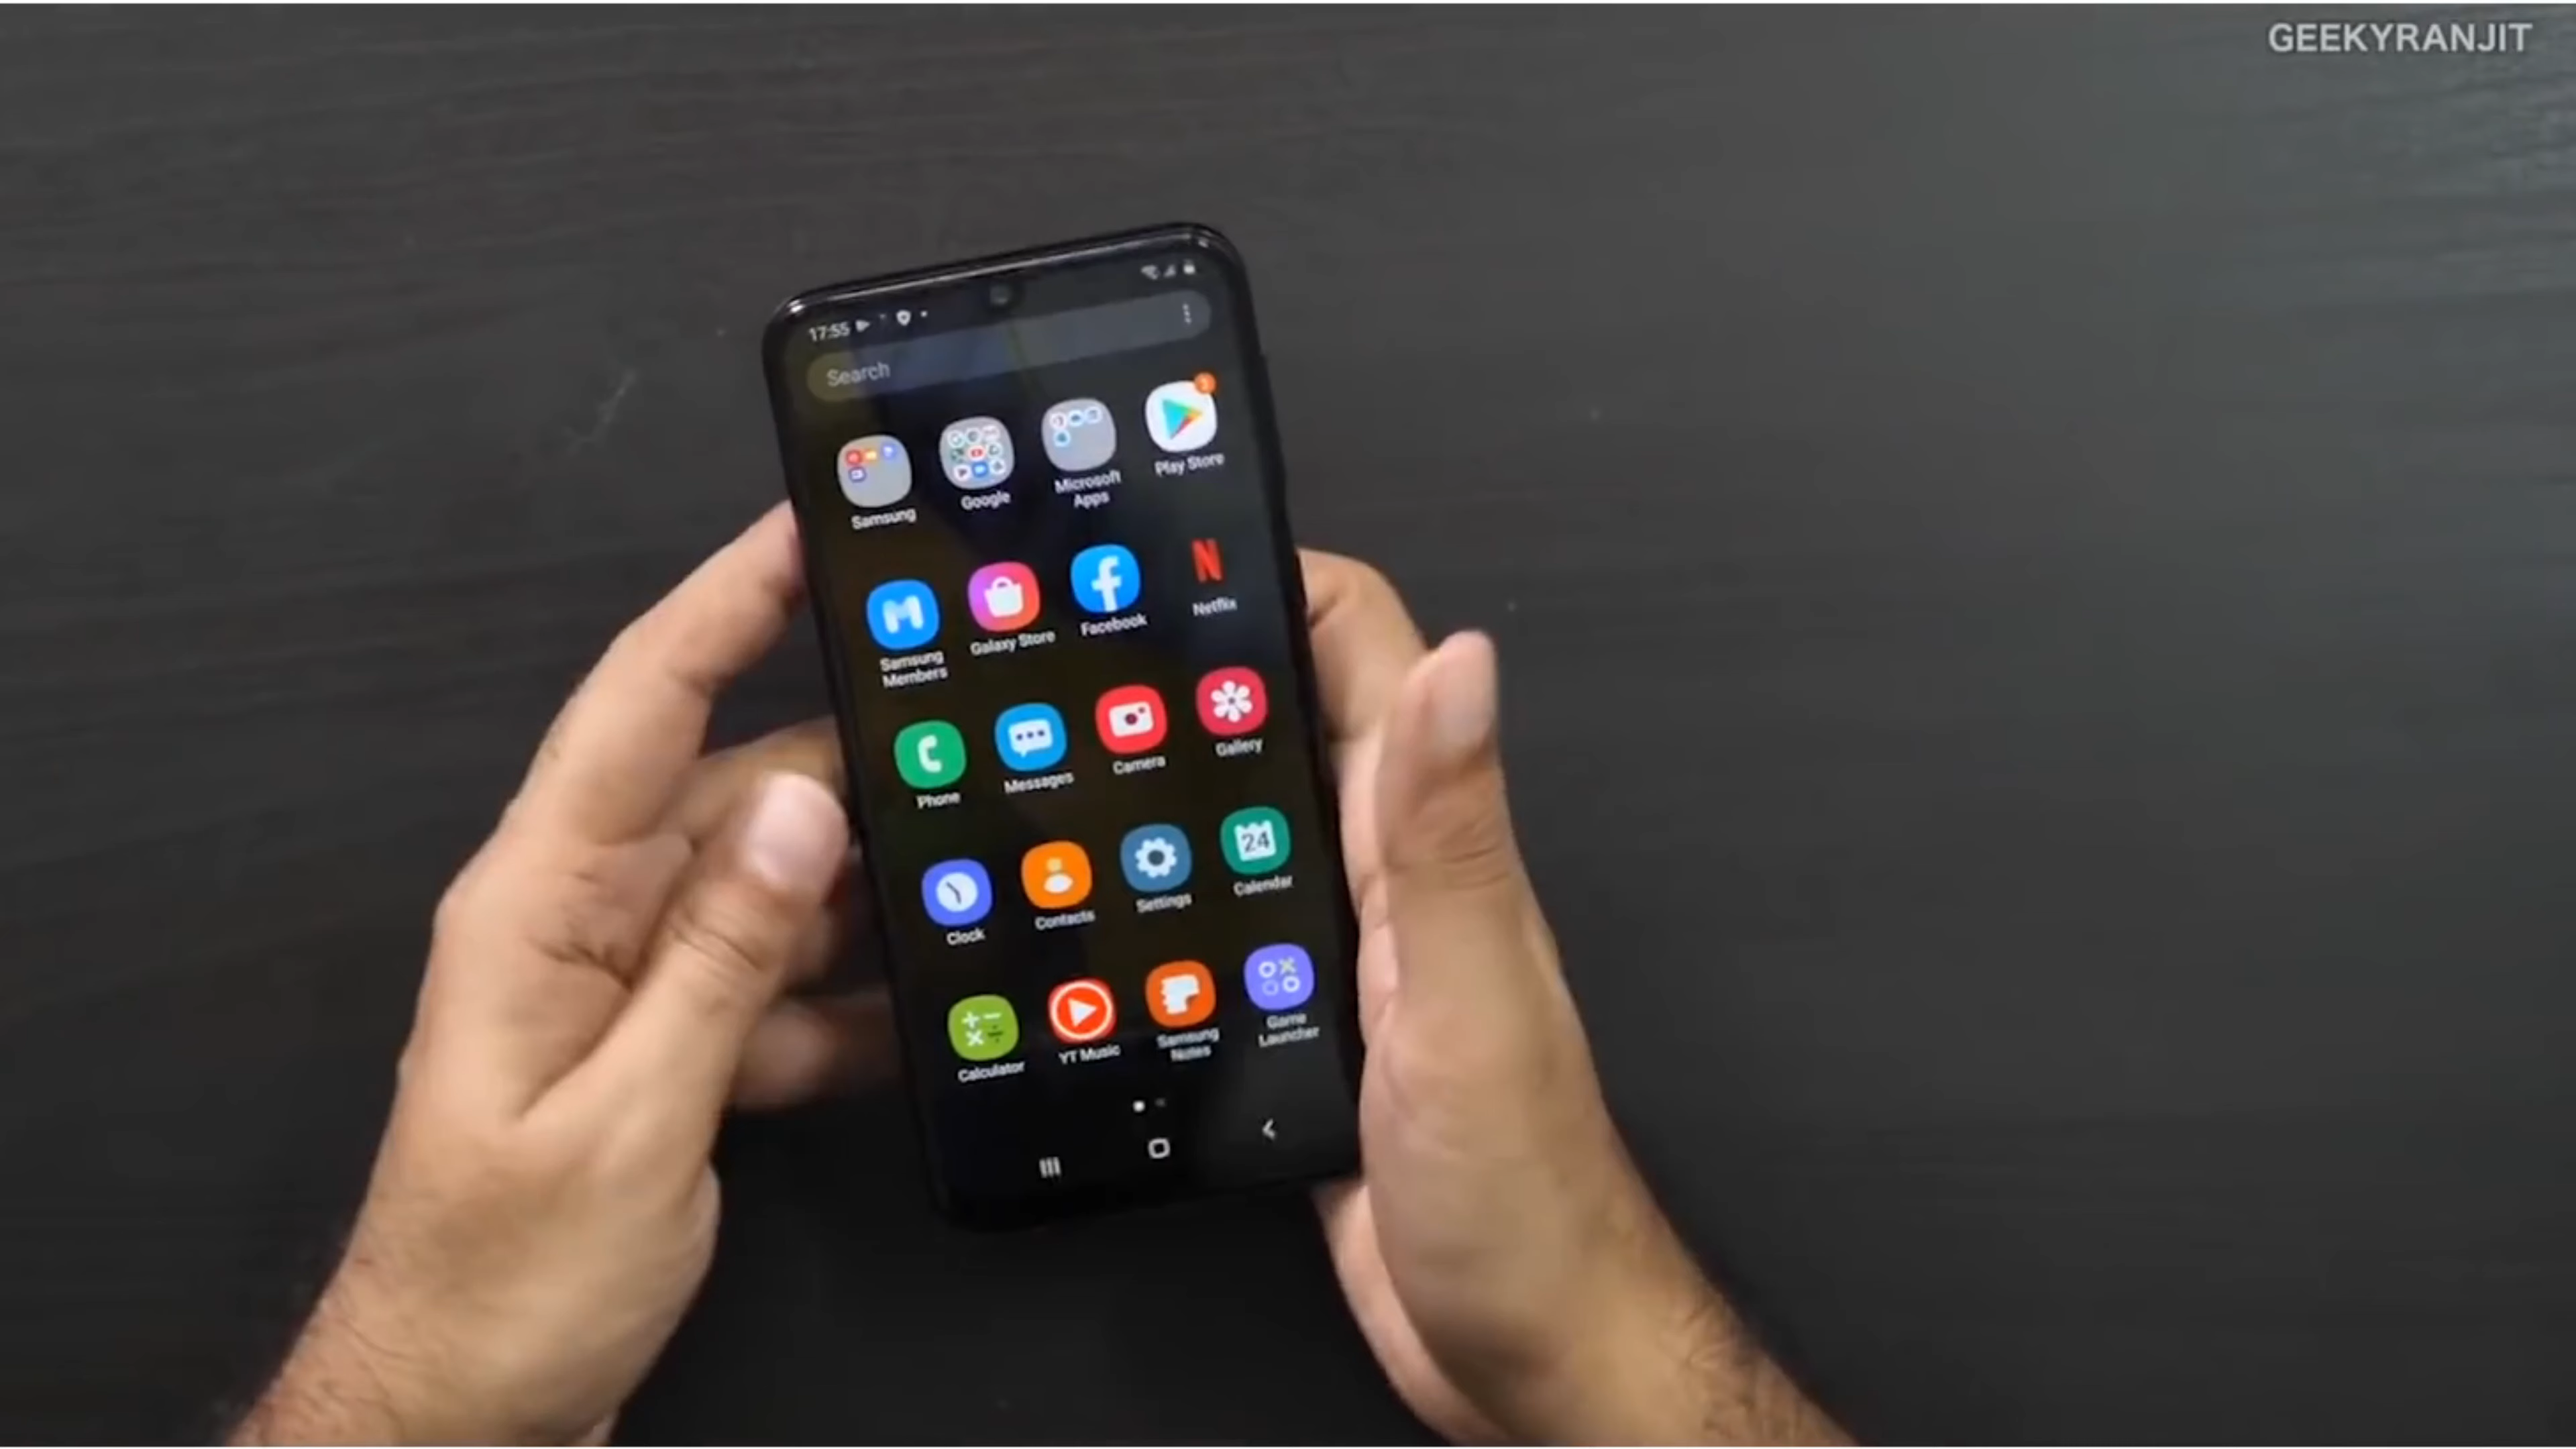 GEEKYRANJIT
17:55
Search
Samsung
Google
Microsoft
Apps
Play Store
Samsung
Members
Galaxy Store
Facebook
N
Netflix
Phone
Messages
Camera
Gallery
Clock
Contacts
Settings
24
Calendar
Calculator
YT Music
Samsung
Notes
Game
Launcher